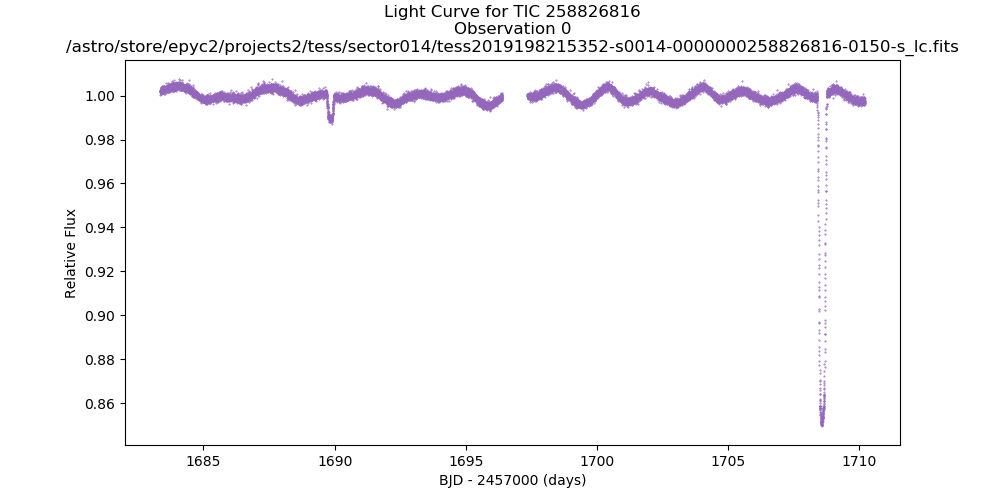 Light Curve for TIC 258826816
Observation 0
/astro/store/epyc2/projects2/tess/sector014/tess2019198215352-s0014-0000000258826816-0150-s_lc.fits
1.00
0.98
0.96
0.94
0.92
0.90
0.88
0.86
Relative Flux
1685
1690
1695
1700
1705
1710
BJD - 2457000 (days)